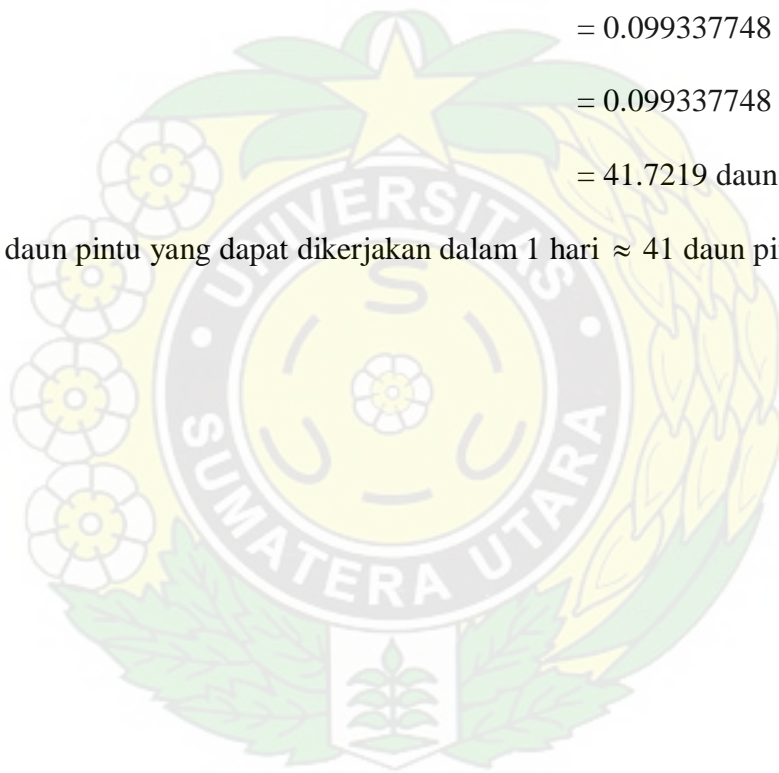 = 0.099337748
= 0.099337748
= 41.7219 daun
daun pintu yang dapat dikerjakan dalam 1 hari ≈ 41 daun pi
UNIVERSITAS
U S U
SUMATERA UTARA